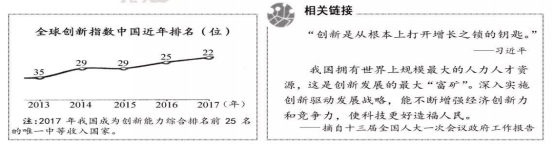 全球创新指数中国近年排名（位）
35
29
29
25
22
2013
2014
2015
2016
2017（年）
注：2017 年我国成为创新能力综合排名前 25 名
的唯一中等收入国家。
相关链接
“创新是从根本上打开增长之锁的钥匙。”
——习近平
我国拥有世界上规模最大的人力人才资
源，这是创新发展的最大“富矿”。深入实施
创新驱动发展战略，能不断增强经济创新力
和竞争力，使科技更好造福人民。
——摘自十三届全国人大一次会议政府工作报告